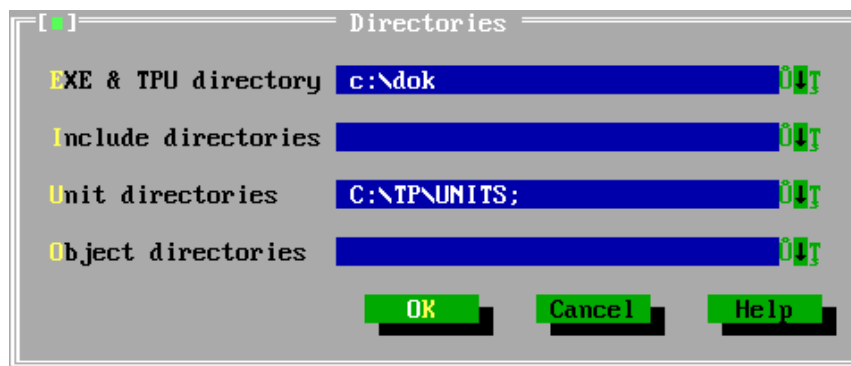 [■] Directories
EXE & TPU directory c:\dok Ů↓Ţ
Include directories Ů↓Ţ
Unit directories C:\TP\UNITS; Ů↓Ţ
Object directories Ů↓Ţ
OK Cancel Help